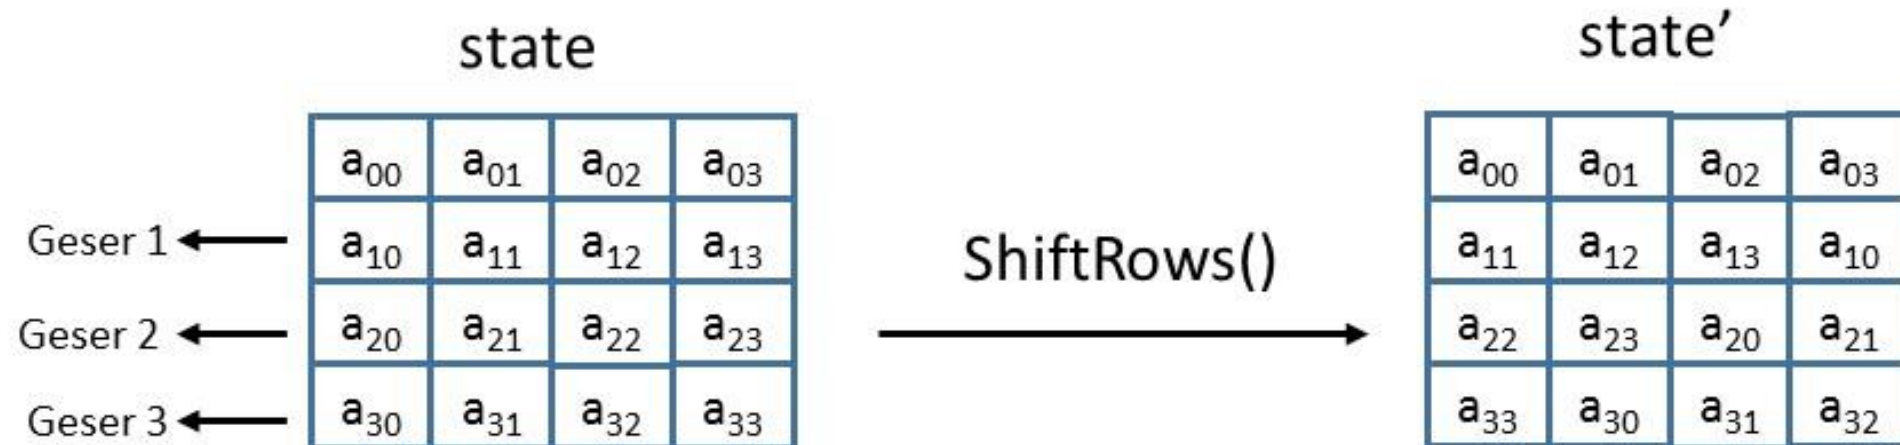 state
state’
a₀₀ a₀₁ a₀₂ a₀₃
a₀₀ a₀₁ a₀₂ a₀₃
Geser 1
a₁₀ a₁₁ a₁₂ a₁₃
ShiftRows()
a₁₁ a₁₂ a₁₃ a₁₀
Geser 2
a₂₀ a₂₁ a₂₂ a₂₃
a₂₂ a₂₃ a₂₀ a₂₁
Geser 3
a₃₀ a₃₁ a₃₂ a₃₃
a₃₃ a₃₀ a₃₁ a₃₂